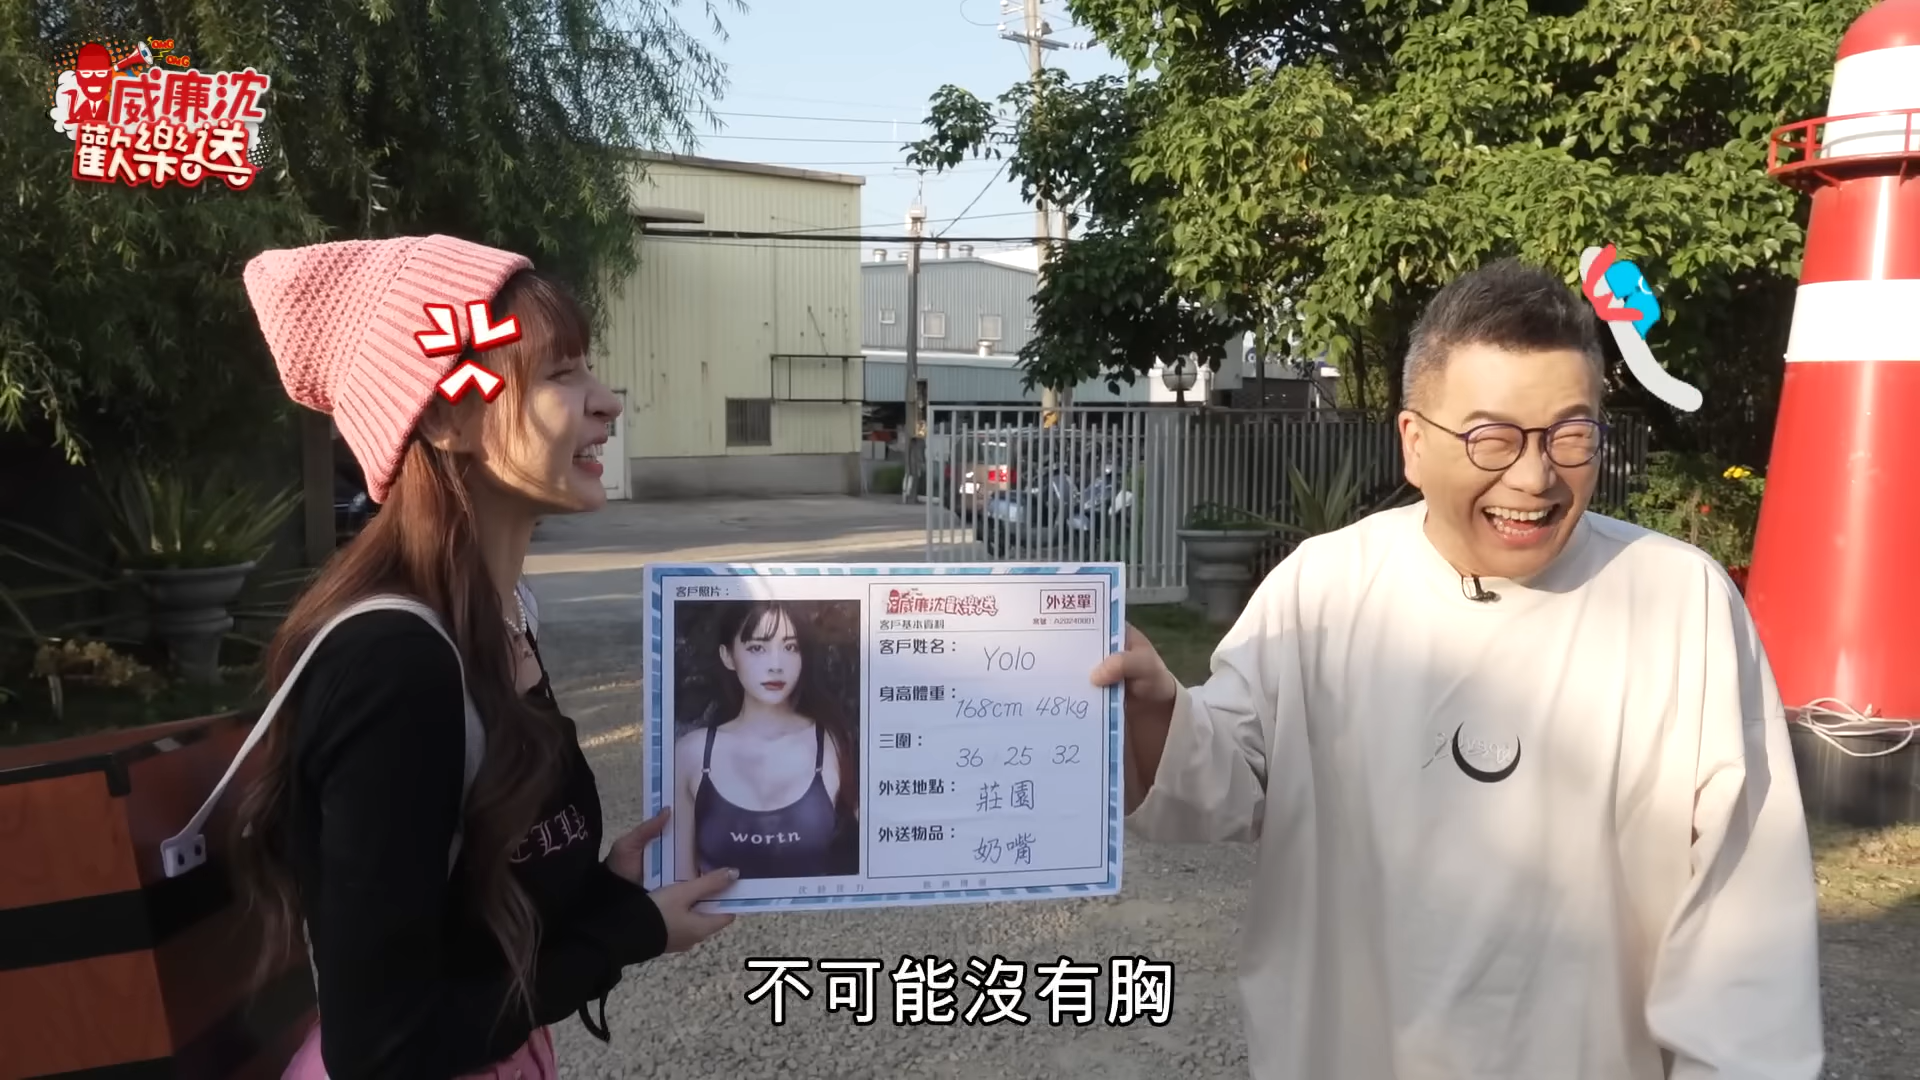 OMG
OMG
威廉沈
歡樂送
客戶照片：
威廉沈歡樂送
外送單
客戶基本資料
客戶姓名：
Yolo
身高體重：
168cm 48kg
三圍：
36 25 32
外送地點：
莊園
外送物品：
奶嘴
wortn
不可能沒有胸